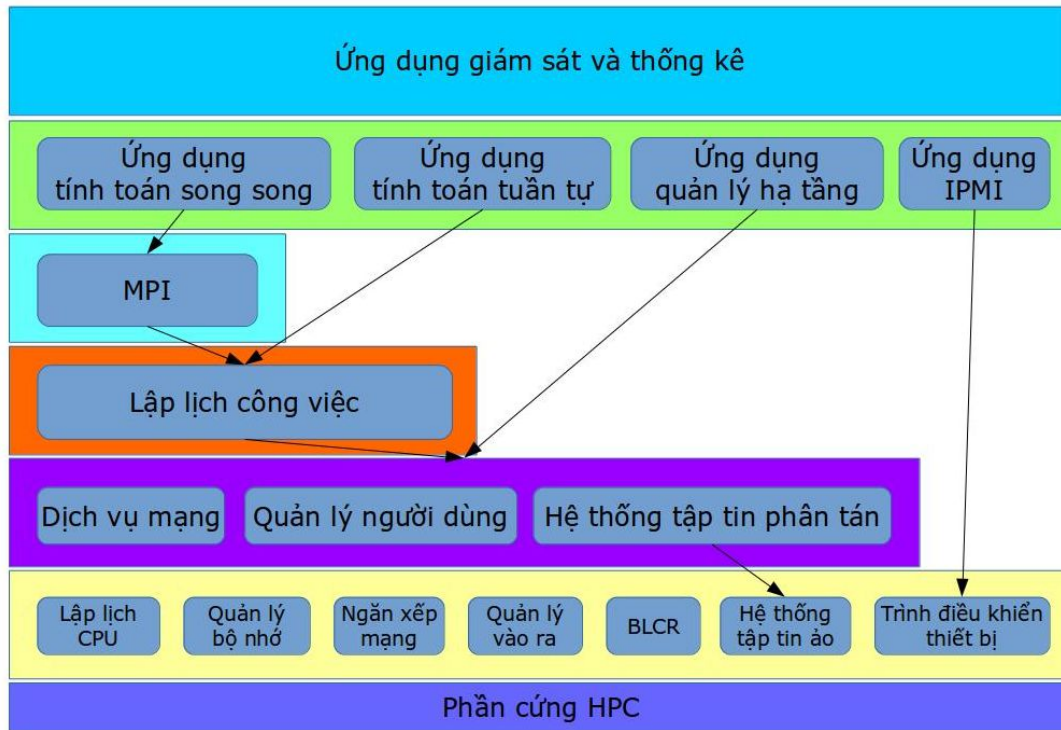 Ứng dụng giám sát và thống kê
Ứng dụng
tính toán song song
Ứng dụng
tính toán tuần tự
Ứng dụng
quản lý hạ tầng
Ứng dụng
IPMI
MPI
Lập lịch công việc
Dịch vụ mạng
Quản lý người dùng
Hệ thống tập tin phân tán
Lập lịch
CPU
Quản lý
bộ nhớ
Ngăn xếp
mạng
Quản lý
vào ra
BLCR
Hệ thống
tập tin ảo
Trình điều khiển
thiết bị
Phần cứng HPC